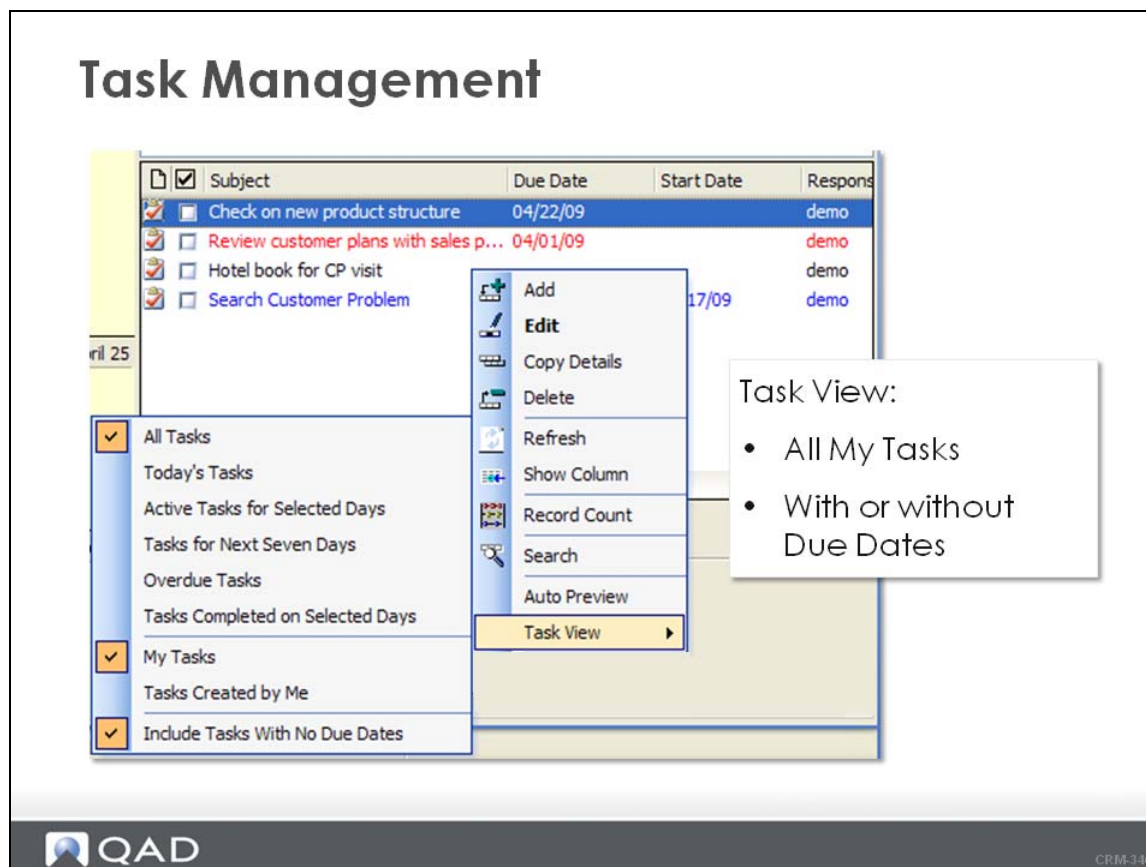 Task Management
Subject Due Date Start Date Respons
Check on new product structure 04/22/09 demo
Review customer plans with sales p... 04/01/09 demo
Hotel book for CP visit demo
Search Customer Problem 17/09 demo
ril 25
Add
Edit
Copy Details
Delete
Refresh
Show Column
Record Count
Search
Auto Preview
Task View
All Tasks
Today's Tasks
Active Tasks for Selected Days
Tasks for Next Seven Days
Overdue Tasks
Tasks Completed on Selected Days
My Tasks
Tasks Created by Me
Include Tasks With No Due Dates
Task View:
• All My Tasks
• With or without
Due Dates
QAD